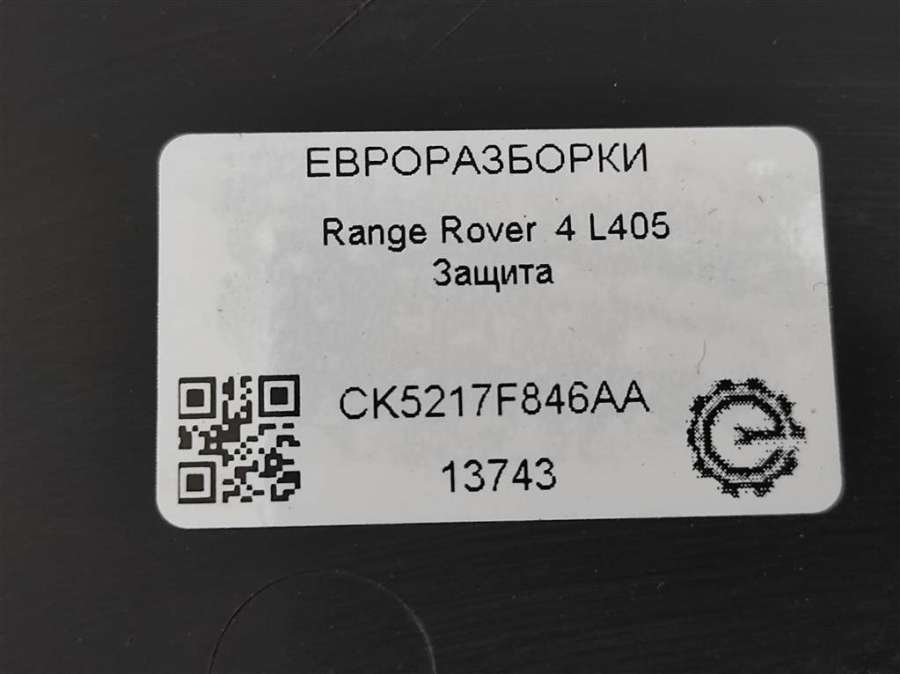 ЕВРОРАЗБОРКИ
Range Rover 4 L405
Защита
CK5217F846AA
13743